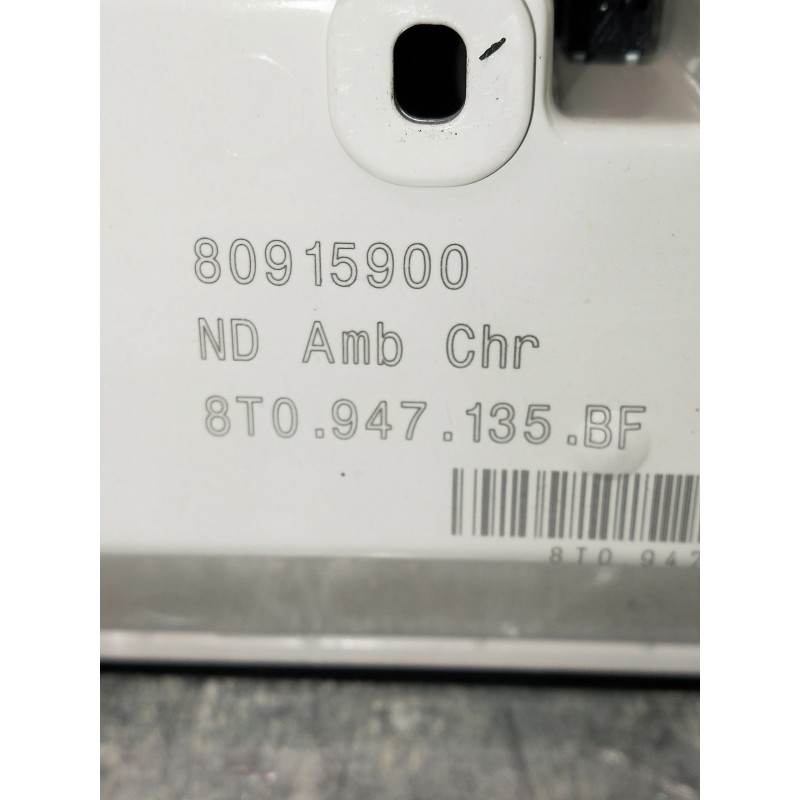 80915900
ND Amb Chr
8T0.947.135.BF
8T0 947